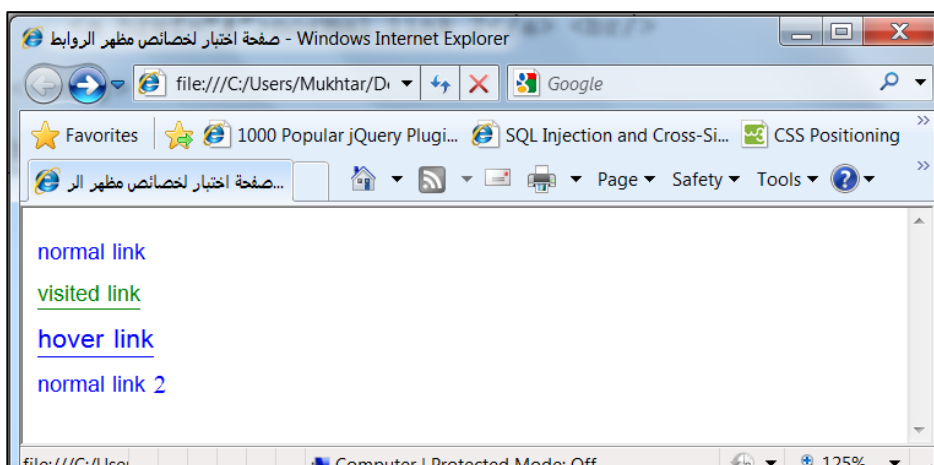 صفحة اختبار لخصائص مظهر الروابط - Windows Internet Explorer
file:///C:/Users/Mukhtar/D Google
Favorites 1000 Popular jQuery Plugi... SQL Injection and Cross-Si... CSS Positioning
صفحة اختبار لخصائص مظهر الر... Page Safety Tools
normal link
visited link
hover link
normal link 2
file:///C:/User Computer | Protected Mode: Off 125%